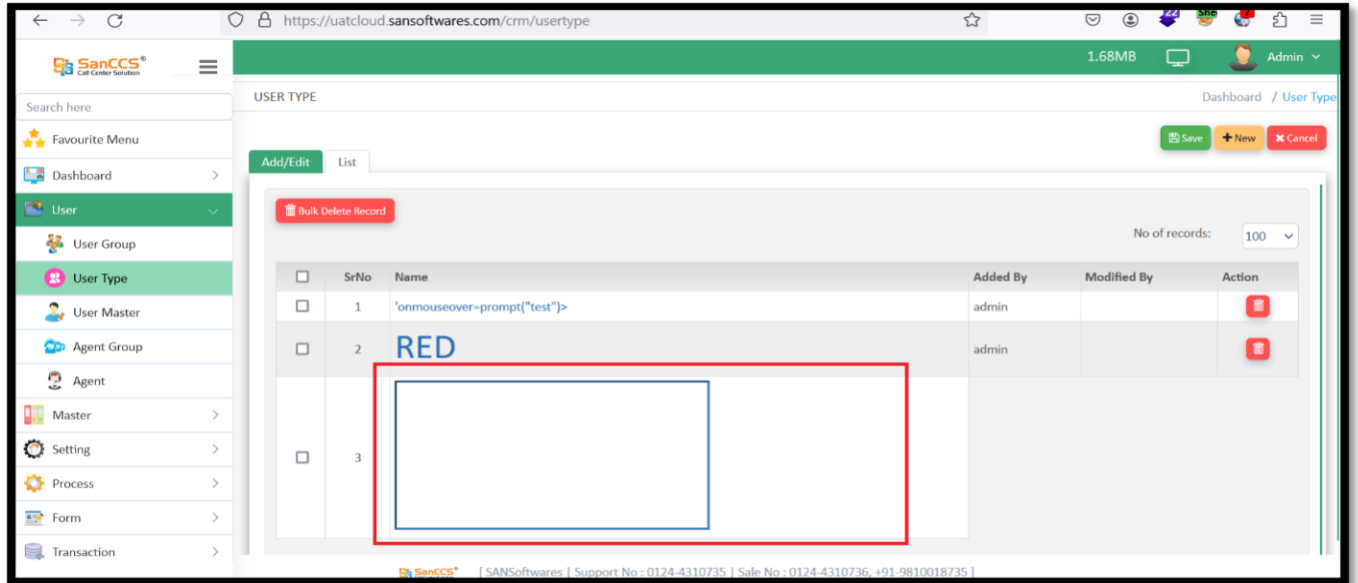 https://uatcloud.sansoftwares.com/crm/usertype
SanCCS®
Call Center Solution
1.68MB
Admin
Search here
USER TYPE
Dashboard / User Type
Favourite Menu
Save
New
Cancel
Dashboard
Add/Edit
List
User
Bulk Delete Record
No of records:
100
User Group
User Type
SrNo Name Added By Modified By Action
User Master
1 'onmouseover=prompt("test")> admin
Agent Group
2 RED admin
Agent
Master
Setting
3
Process
Form
Transaction
SanCCS® [ SANSoftwares | Support No : 0124-4310735 | Sale No : 0124-4310736, +91-9810018735 ]